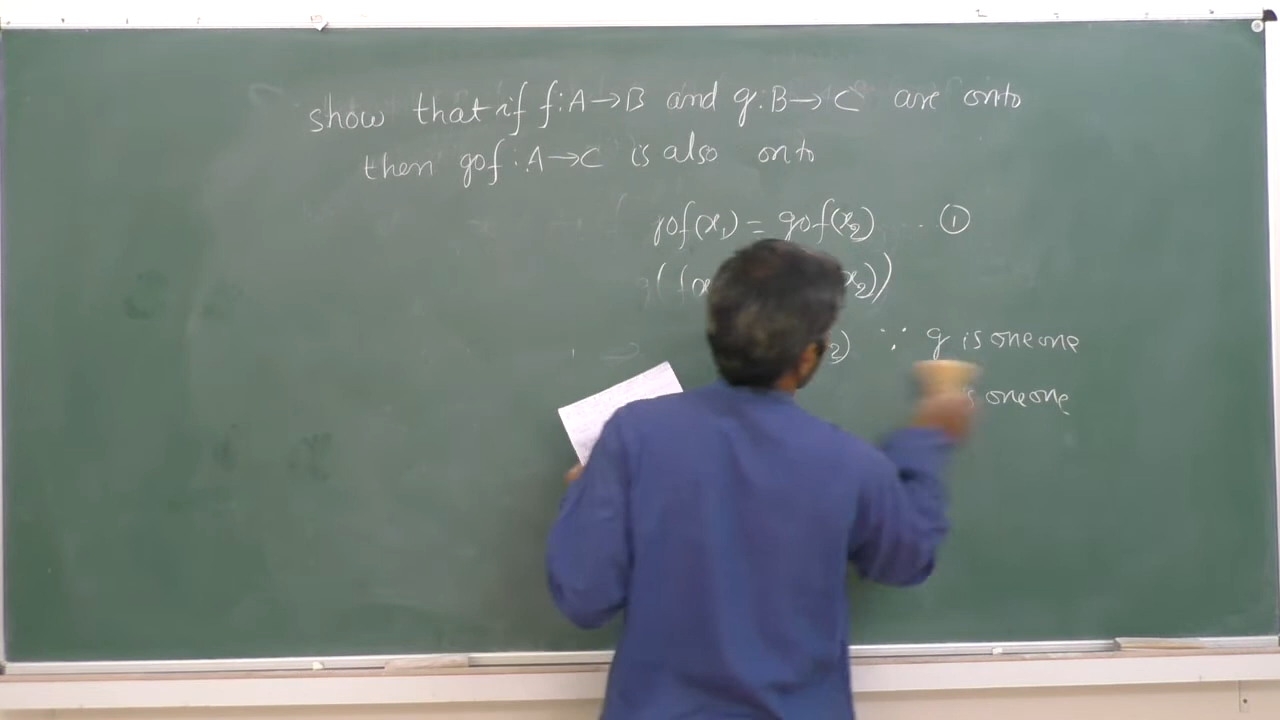 show that if f:A→B and g:B→C are onto
then gof:A→C is also onto
gof(x₁) = gof(x₂) ... ①
g(f(x x₂))
₂) ∵ g is one one
is one one